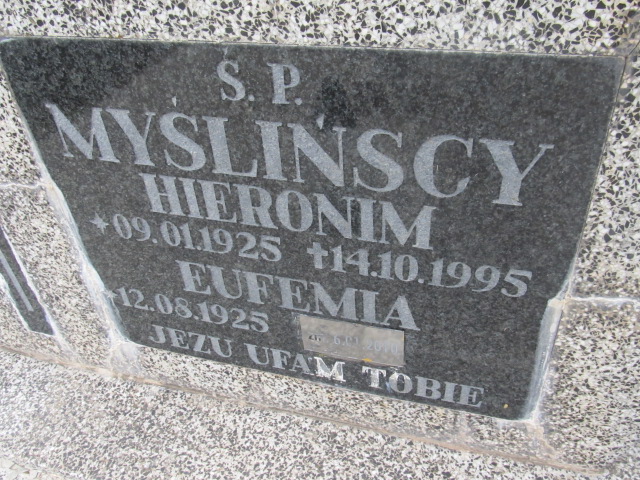 Ś. P.
MYŚLIŃSCY
HIERONIM
*09.01.1925 †14.10.1995
EUFEMIA
*12.08.1925
JEZU UFAM TOBIE